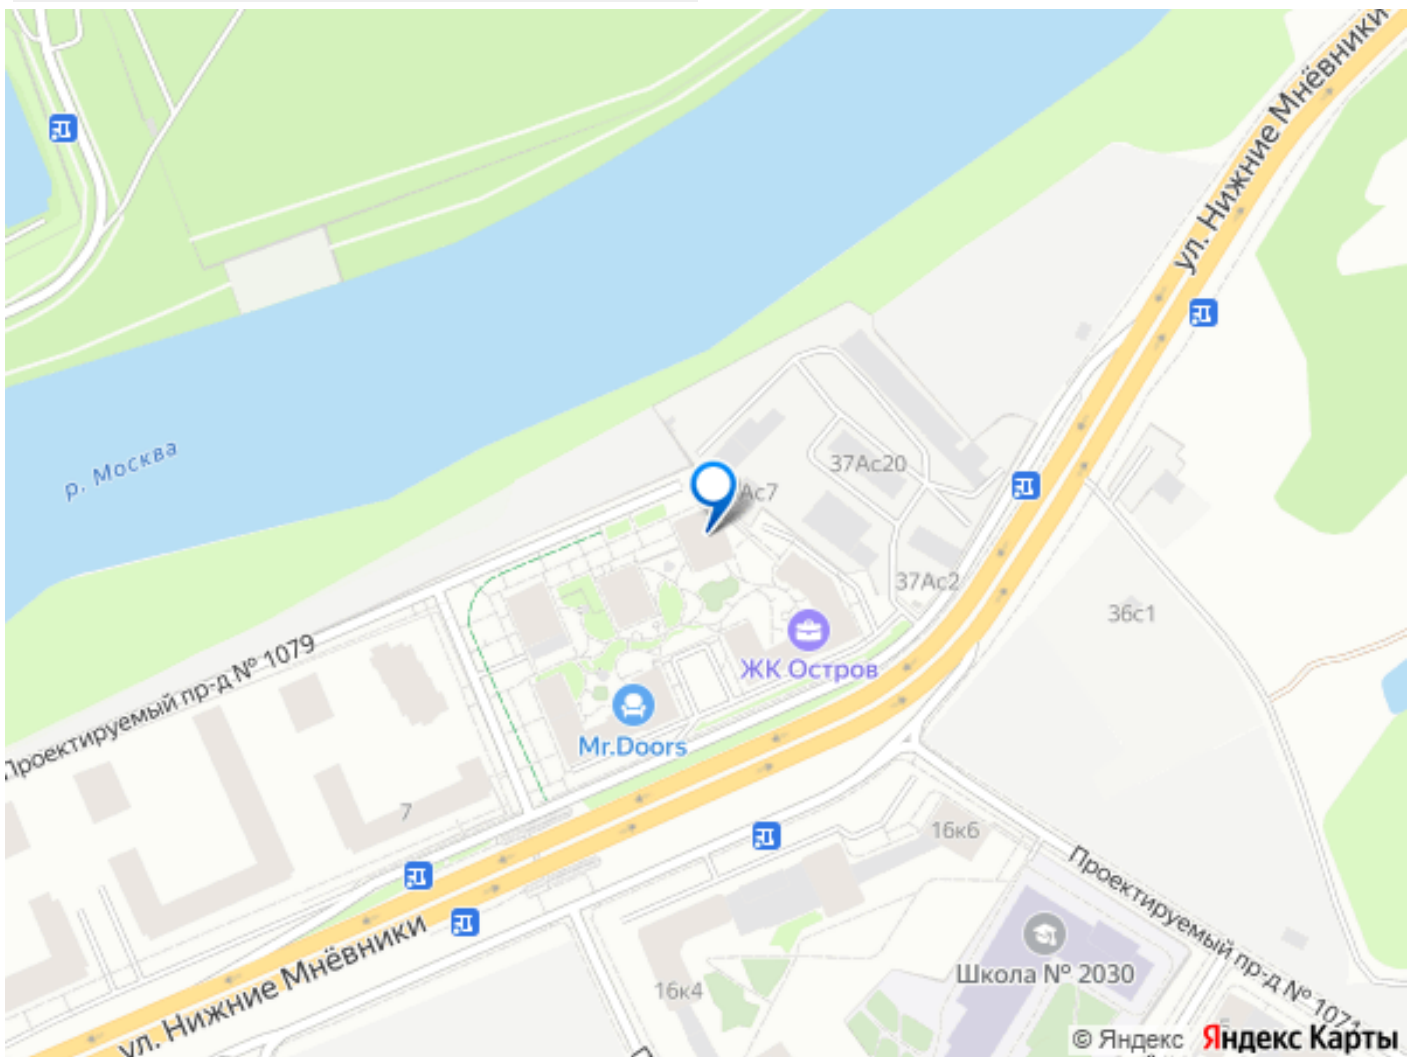 ул. Нижние Мнёвники
р. Москва
37Ас20
Ас7
37Ас2
36с1
ЖК Остров
Проектируемый пр-д № 1079
Mr.Doors
7
16к6
Проектируемый пр-д № 1071
ул. Нижние Мнёвники
Школа № 2030
16к4
© Яндекс Яндекс Карты